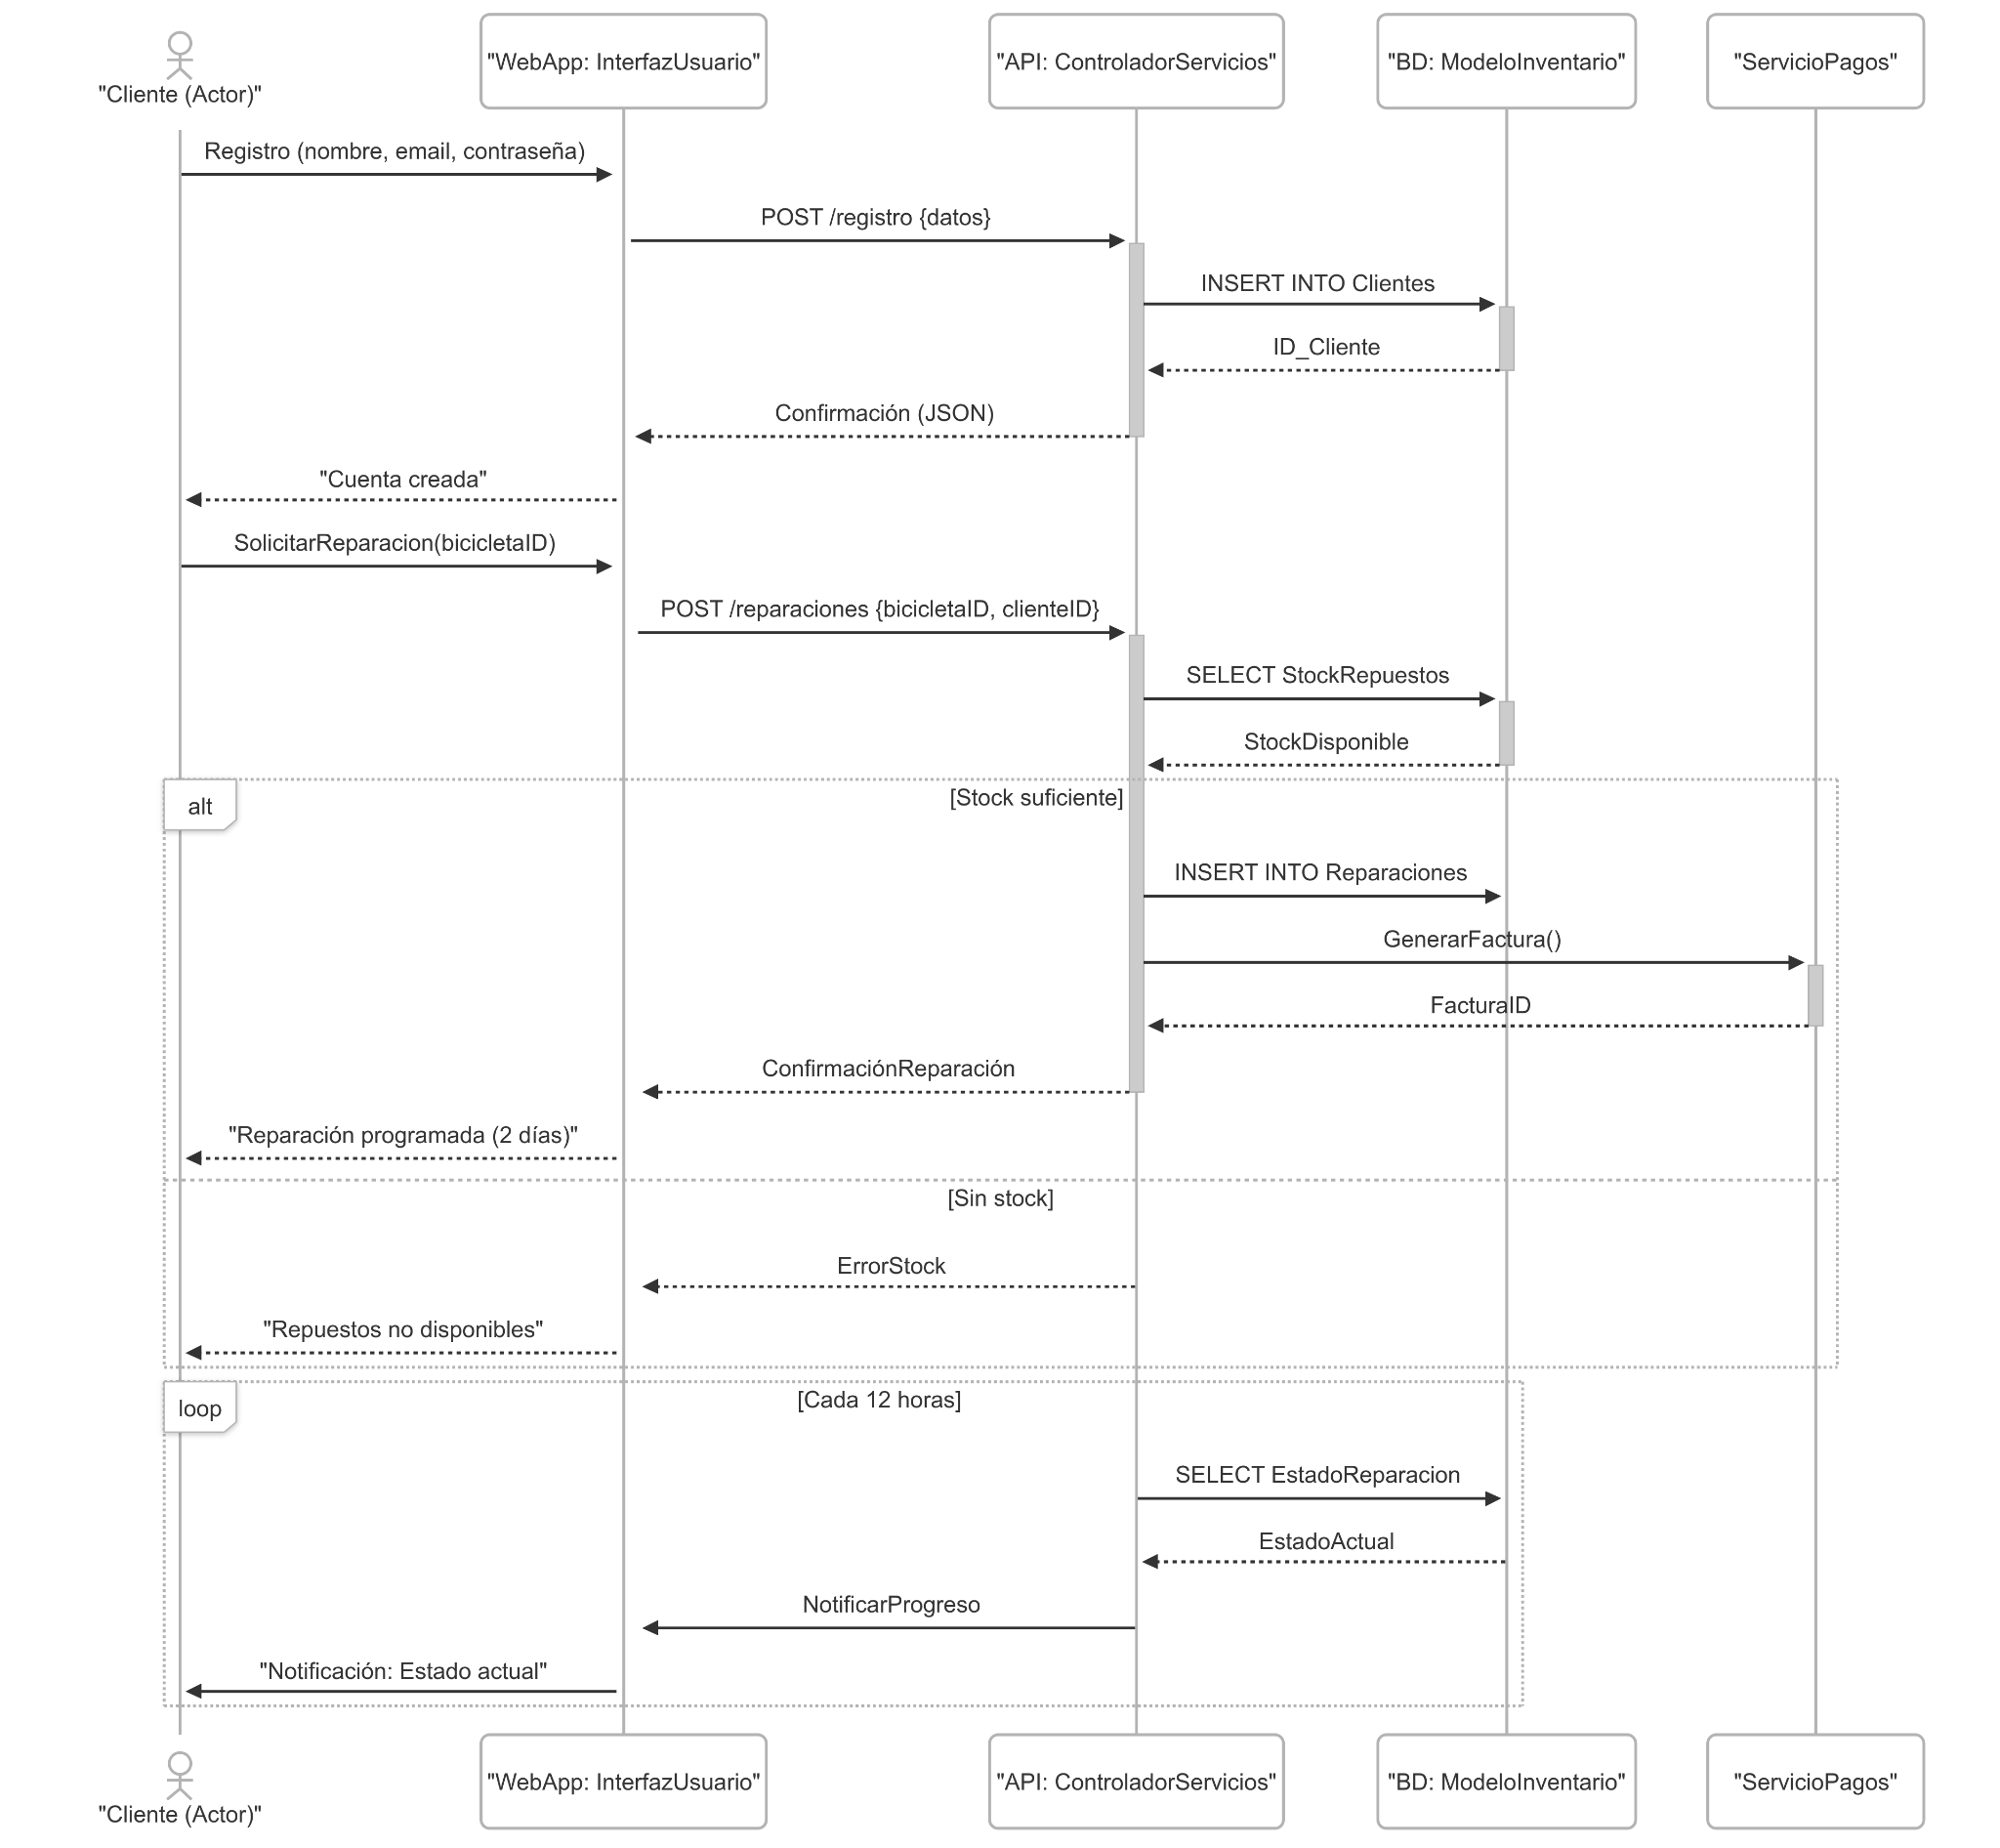 "Cliente (Actor)"
"WebApp: InterfazUsuario"
"API: ControladorServicios"
"BD: ModeloInventario"
"ServicioPagos"
Registro (nombre, email, contraseña)
POST /registro {datos}
INSERT INTO Clientes
ID_Cliente
Confirmación (JSON)
"Cuenta creada"
SolicitarReparacion(bicicletaID)
POST /reparaciones {bicicletaID, clienteID}
SELECT StockRepuestos
StockDisponible
alt
[Stock suficiente]
INSERT INTO Reparaciones
GenerarFactura()
FacturaID
ConfirmaciónReparación
"Reparación programada (2 días)"
[Sin stock]
ErrorStock
"Repuestos no disponibles"
loop
[Cada 12 horas]
SELECT EstadoReparacion
EstadoActual
NotificarProgreso
"Notificación: Estado actual"
"Cliente (Actor)"
"WebApp: InterfazUsuario"
"API: ControladorServicios"
"BD: ModeloInventario"
"ServicioPagos"